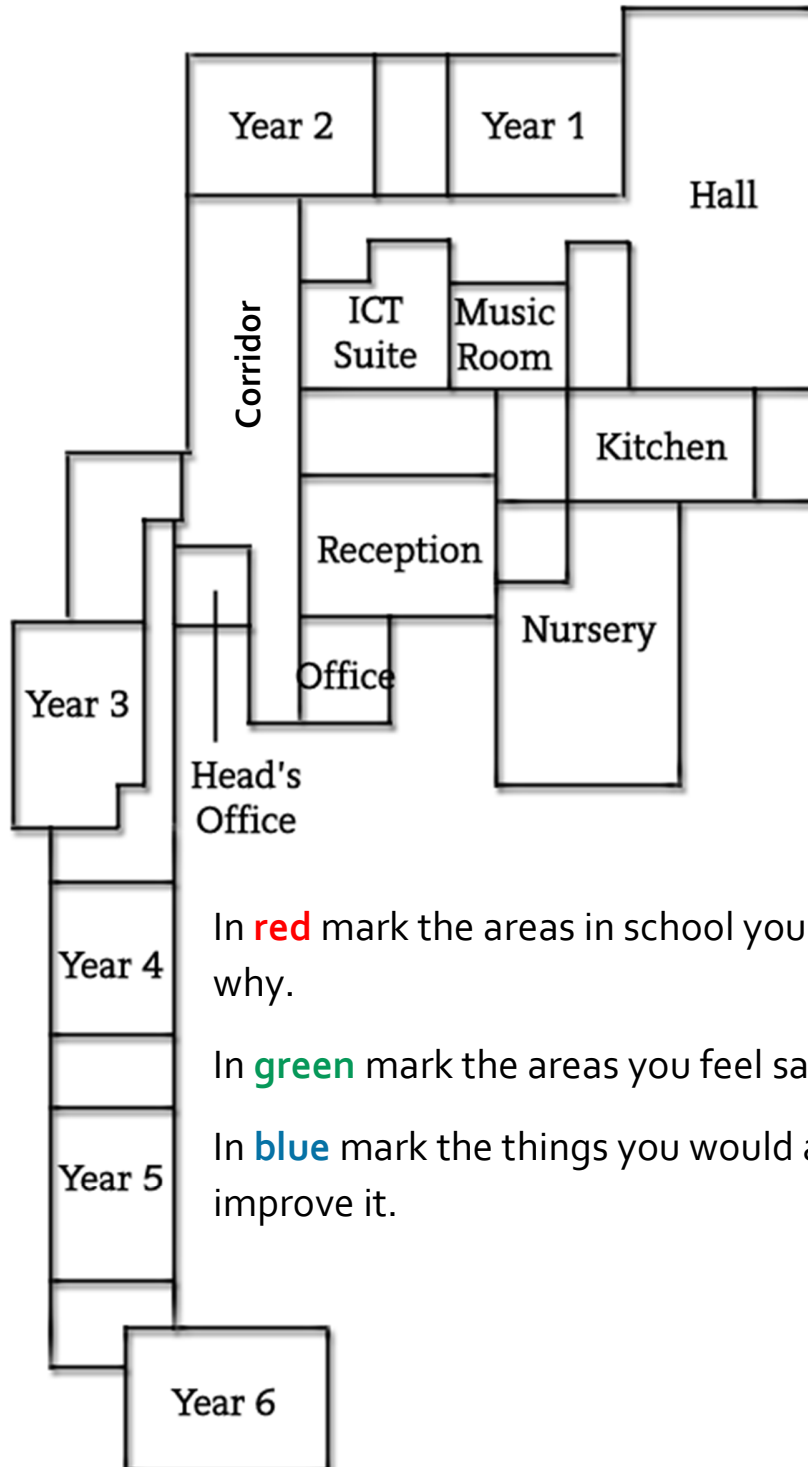 Year 2
Year 1
Hall
Corridor
ICT
Suite
Music
Room
Kitchen
Reception
Nursery
Office
Year 3
Head's
Office
In red mark the areas in school you
why.
Year 4
In green mark the areas you feel sa
In blue mark the things you would a
improve it.
Year 5
Year 6